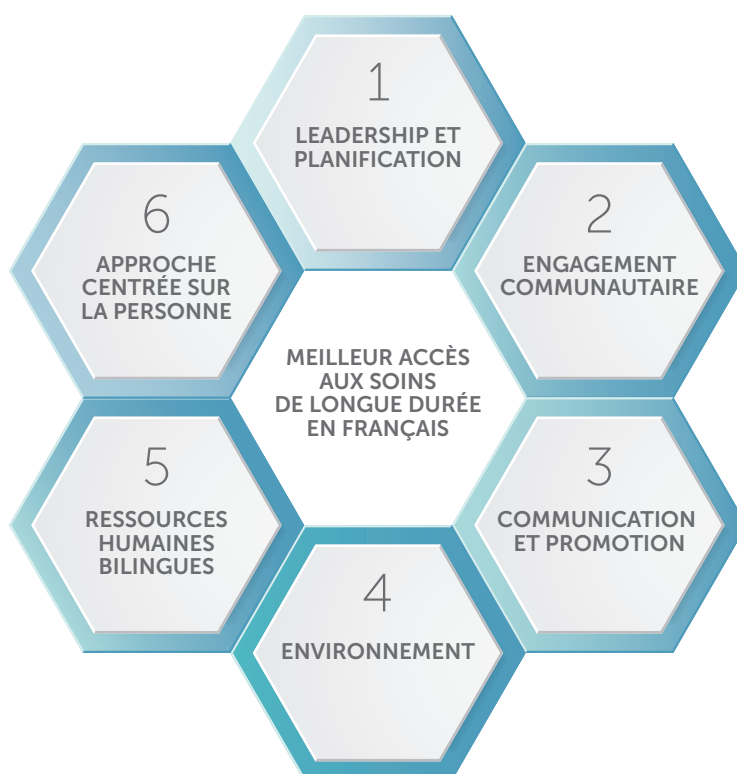 1
LEADERSHIP ET
PLANIFICATION
2
ENGAGEMENT
COMMUNAUTAIRE
3
COMMUNICATION
ET PROMOTION
4
ENVIRONNEMENT
5
RESSOURCES
HUMAINES
BILINGUES
6
APPROCHE
CENTRÉE SUR
LA PERSONNE
MEILLEUR ACCÈS
AUX SOINS
DE LONGUE DURÉE
EN FRANÇAIS